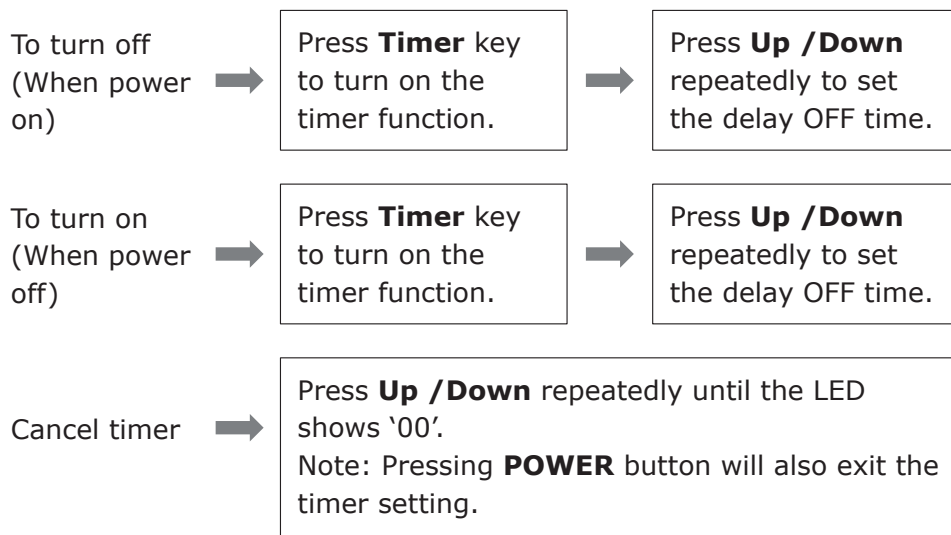 To turn off
(When power
on)
Press Timer key
to turn on the
timer function.
Press Up /Down
repeatedly to set
the delay OFF time.
To turn on
(When power
off)
Press Timer key
to turn on the
timer function.
Press Up /Down
repeatedly to set
the delay OFF time.
Cancel timer
Press Up /Down repeatedly until the LED
shows ‘00’.
Note: Pressing POWER button will also exit the
timer setting.